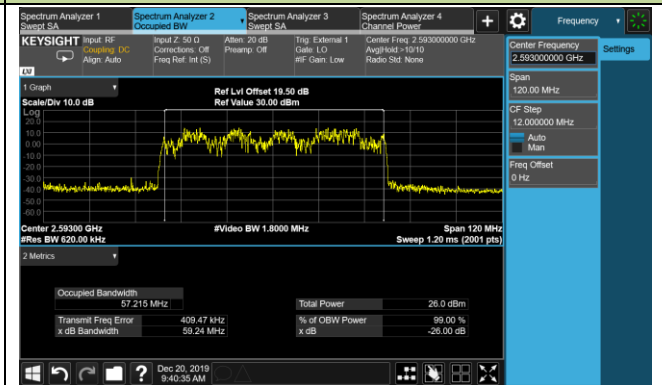 Spectrum Analyzer 1
Swept SA
Spectrum Analyzer 2
Occupied BW
Spectrum Analyzer 3
Swept SA
Spectrum Analyzer 4
Channel Power
Frequency
KEYSIGHT
Input: RF
Coupling: DC
Align: Auto
Input Z: 50 Ω
Corrections: Off
Freq Ref: Int (S)
Atten: 20 dB
Preamp: Off
Trig: External 1
Gate: LO
#IF Gain: Low
Center Freq: 2.593000000 GHz
Avg|Hold:>10/10
Radio Std: None
LXI
1 Graph
Scale/Div 10.0 dB
Ref Lvl Offset 19.50 dB
Ref Value 30.00 dBm
Log
20.0
10.0
0.00
-10.0
-20.0
-30.0
-40.0
-50.0
-60.0
Center 2.59300 GHz
#Res BW 620.00 kHz
#Video BW 1.8000 MHz
Span 120 MHz
Sweep 1.20 ms (2001 pts)
2 Metrics
Occupied Bandwidth
57.215 MHz
Total Power 26.0 dBm
Transmit Freq Error 409.47 kHz
% of OBW Power 99.00 %
x dB Bandwidth 59.24 MHz
x dB -26.00 dB
Center Frequency
2.593000000 GHz
Settings
Span
120.00 MHz
CF Step
12.000000 MHz
Auto
Man
Freq Offset
0 Hz
?
Dec 20, 2019
9:40:35 AM